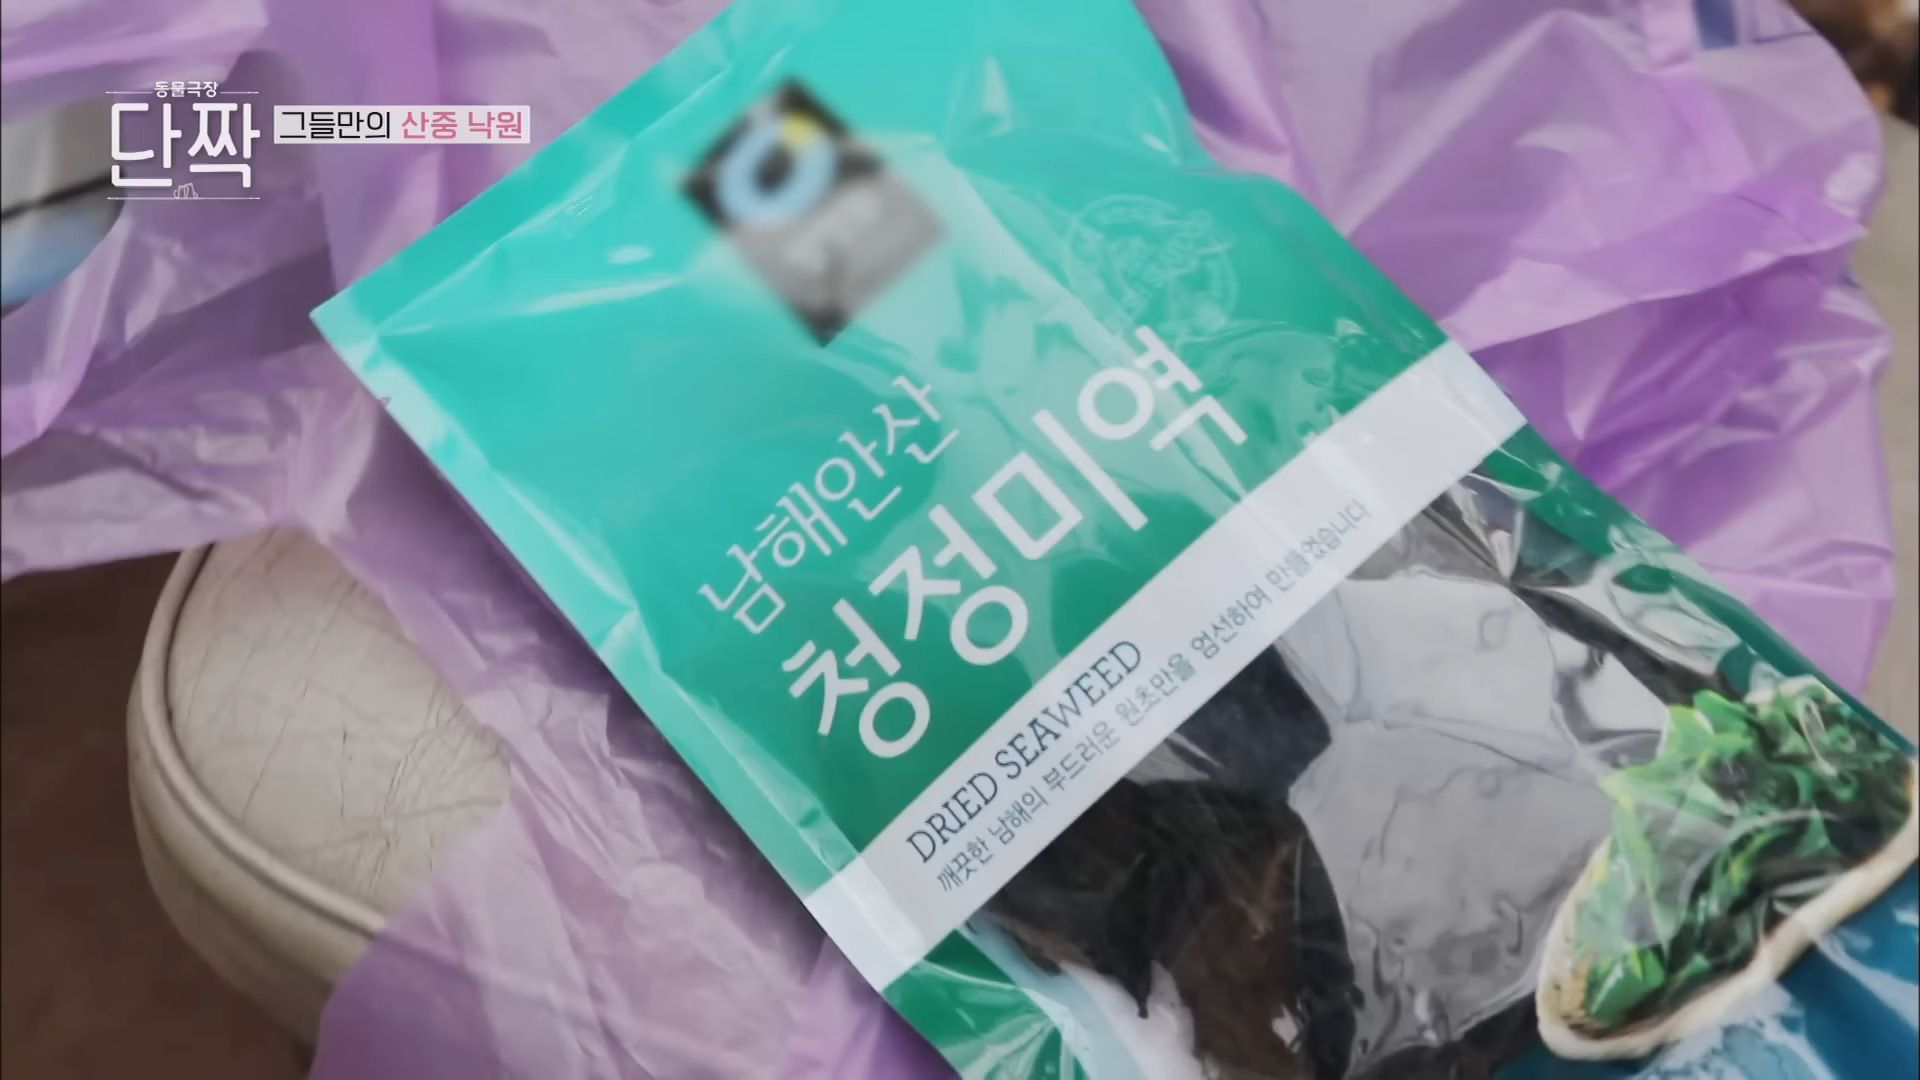 동물극장
단짝
그들만의 산중 낙원
남해안산
청정미역
DRIED SEAWEED
깨끗한 남해의 부드러운 원초만을 엄선하여 만들었습니다